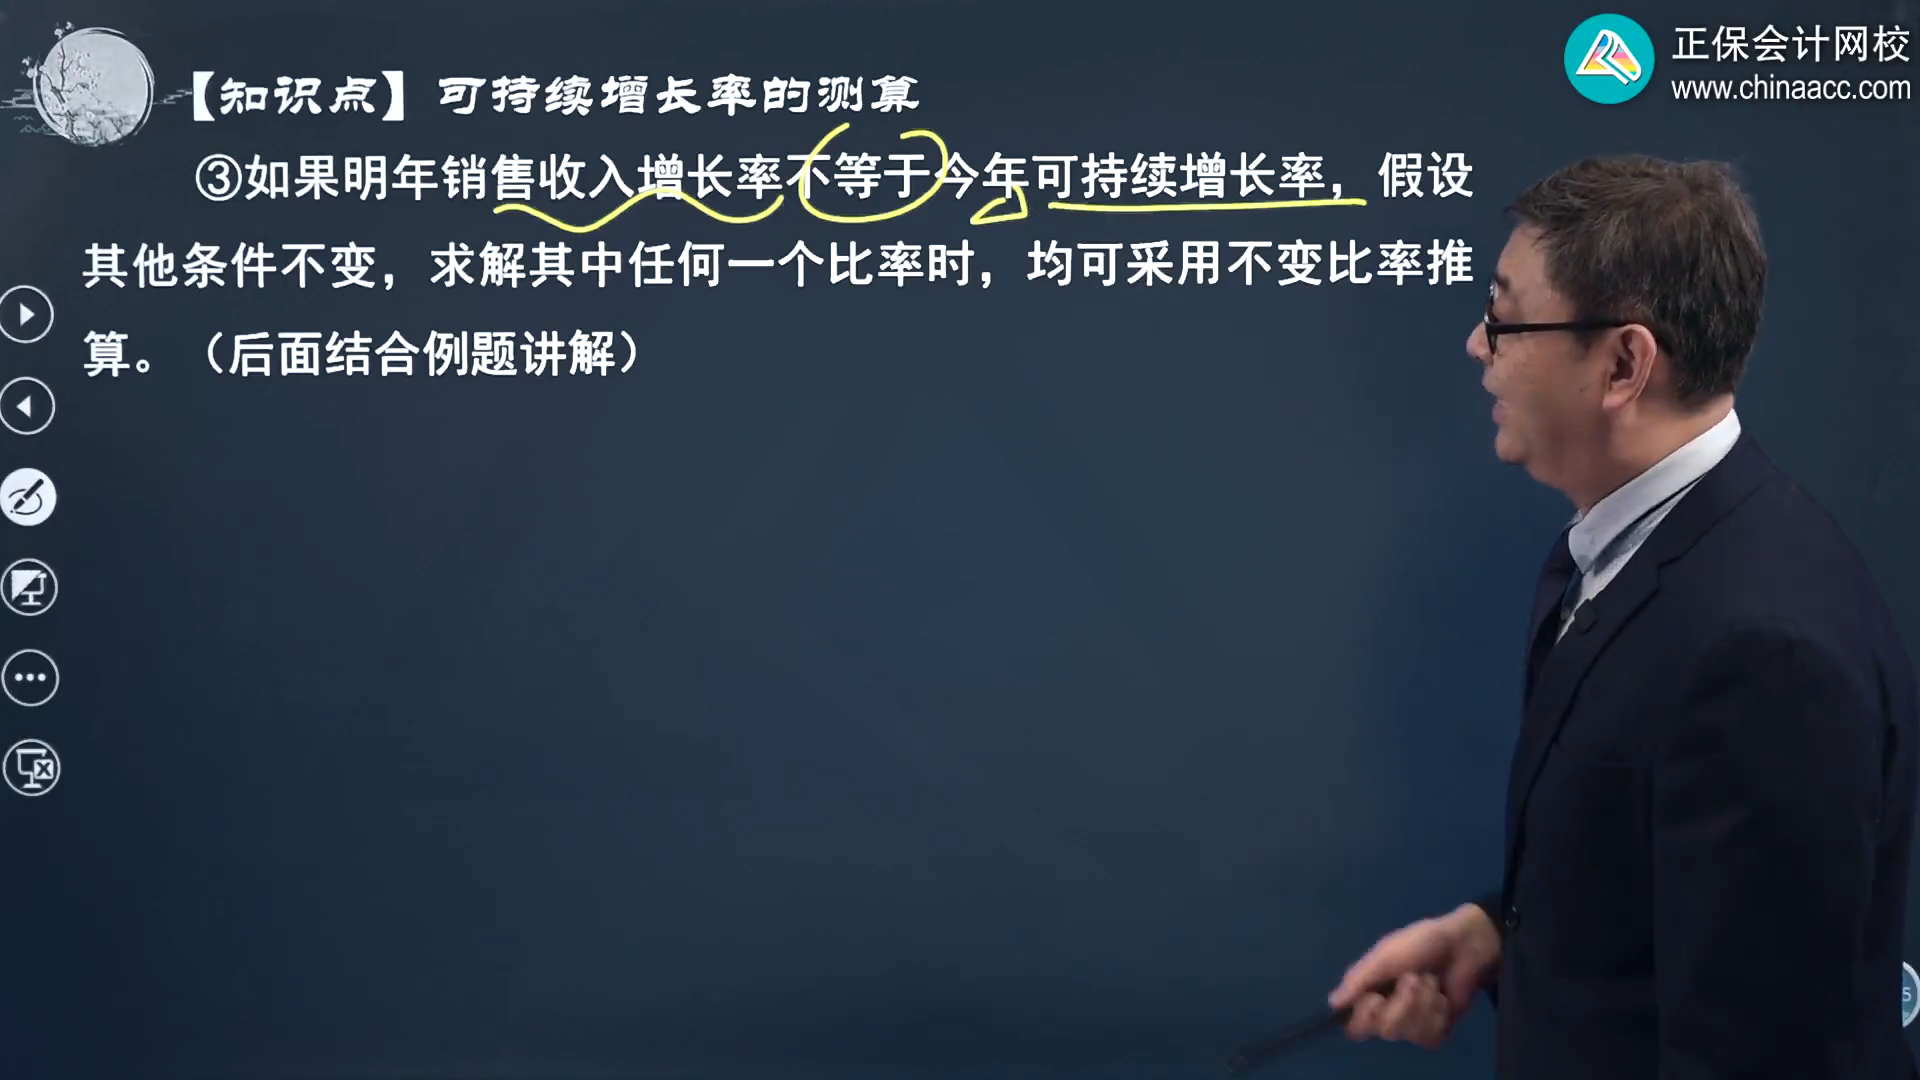 正保会计网校
www.chinaacc.com
【知识点】可持续增长率的测算
③如果明年销售收入增长率不等于今年可持续增长率，假设
其他条件不变，求解其中任何一个比率时，均可采用不变比率推
算。（后面结合例题讲解）
5